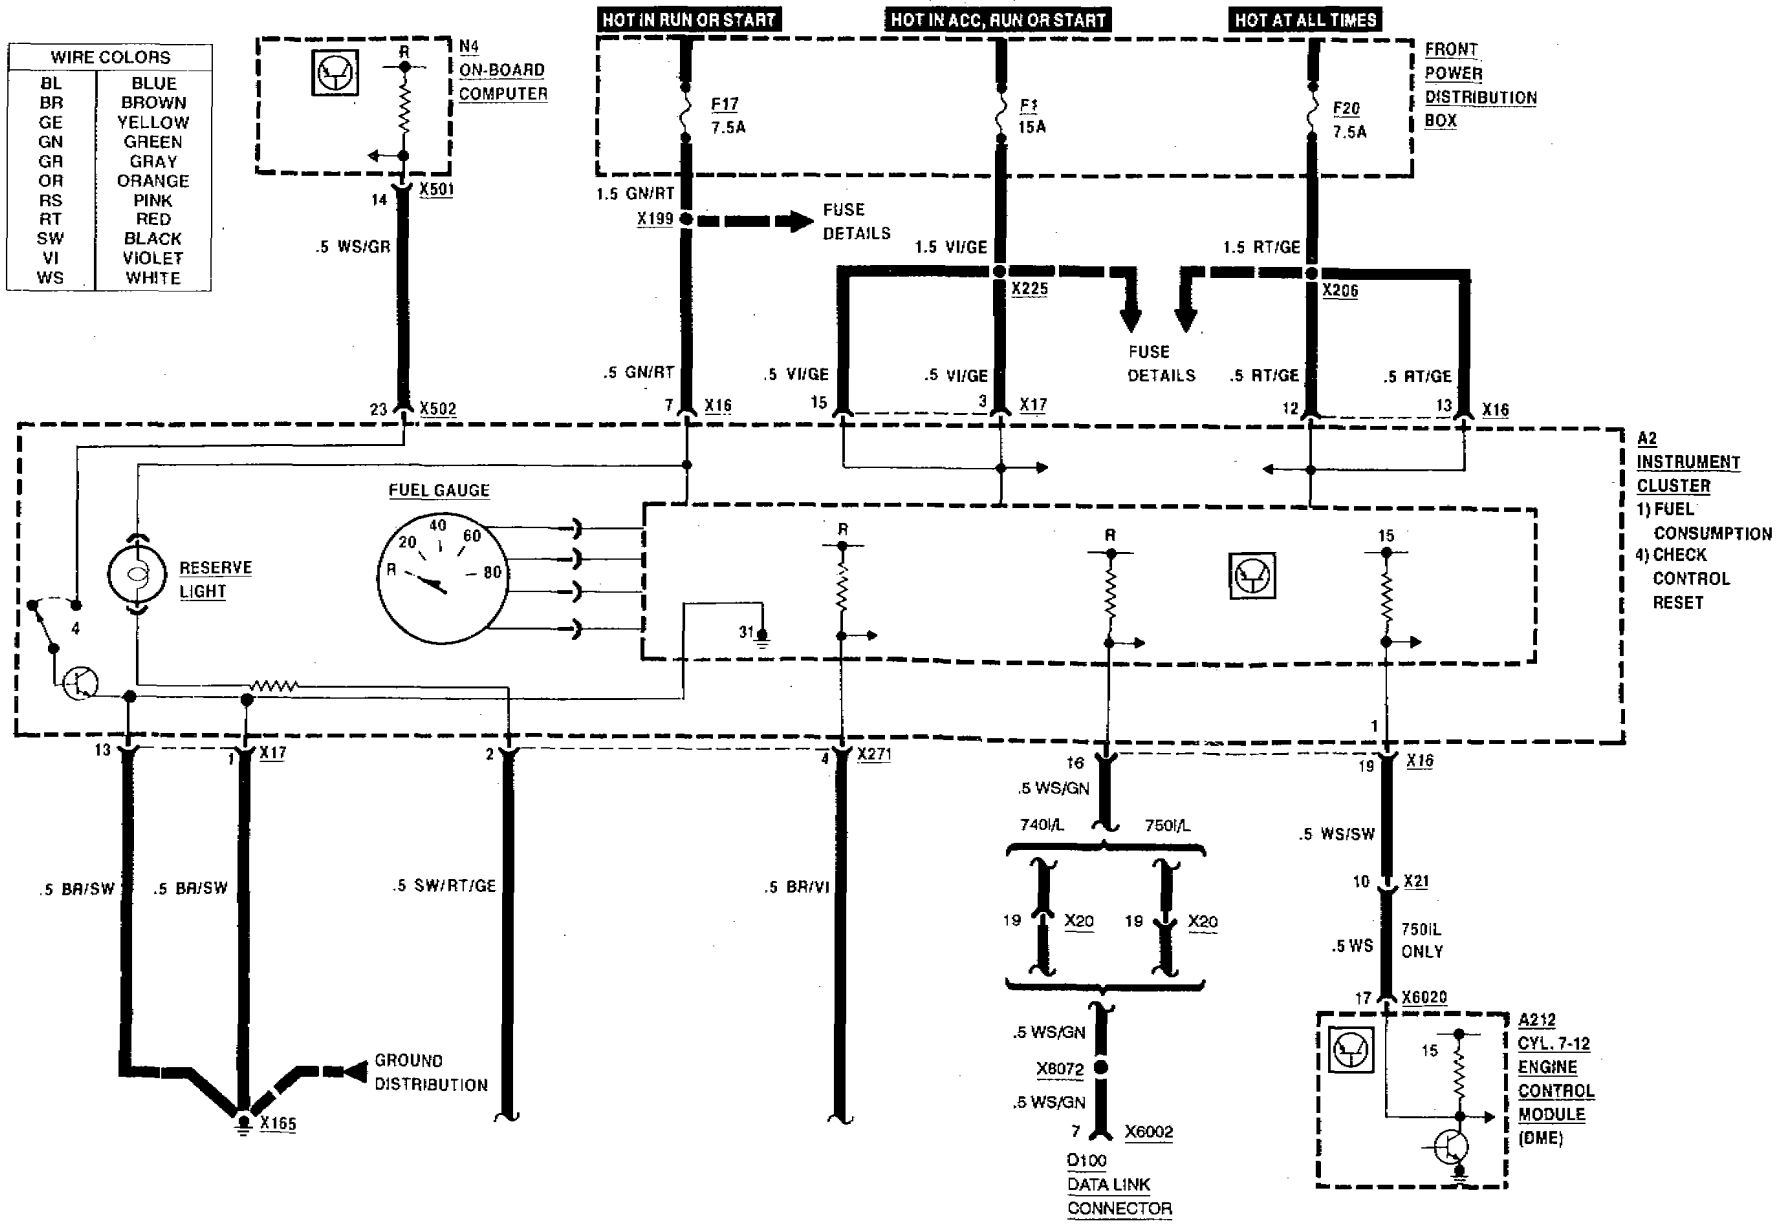 HOT IN RUN OR START
HOT IN ACC, RUN OR START
HOT AT ALL TIMES
WIRE COLORS
BL BLUE
BR BROWN
GE YELLOW
GN GREEN
GR GRAY
OR ORANGE
RS PINK
RT RED
SW BLACK
VI VIOLET
WS WHITE
R
N4
ON-BOARD
COMPUTER
F17
7.5A
F1
15A
F20
7.5A
FRONT
POWER
DISTRIBUTION
BOX
14
X501
.5 WS/GR
1.5 GN/RT
X199
FUSE
DETAILS
1.5 VI/GE
X225
1.5 RT/GE
X206
FUSE
DETAILS
.5 GN/RT
.5 VI/GE
.5 VI/GE
.5 RT/GE
.5 RT/GE
23
X502
7
X16
15
3
X17
12
13
X16
A2
INSTRUMENT
CLUSTER
1) FUEL
CONSUMPTION
4) CHECK
CONTROL
RESET
FUEL GAUGE
R
20
40
60
80
RESERVE
LIGHT
4
31
R
R
15
1
13
1
X17
2
4
X271
16
19
X16
.5 WS/GN
740I/L
750I/L
.5 WS/SW
.5 BR/SW
.5 BR/SW
.5 SW/RT/GE
.5 BR/VI
19
X20
19
X20
10
X21
.5 WS
750IL
ONLY
17
X6020
GROUND
DISTRIBUTION
X165
.5 WS/GN
X8072
.5 WS/GN
7
X6002
D100
DATA LINK
CONNECTOR
15
A212
CYL. 7-12
ENGINE
CONTROL
MODULE
(DME)